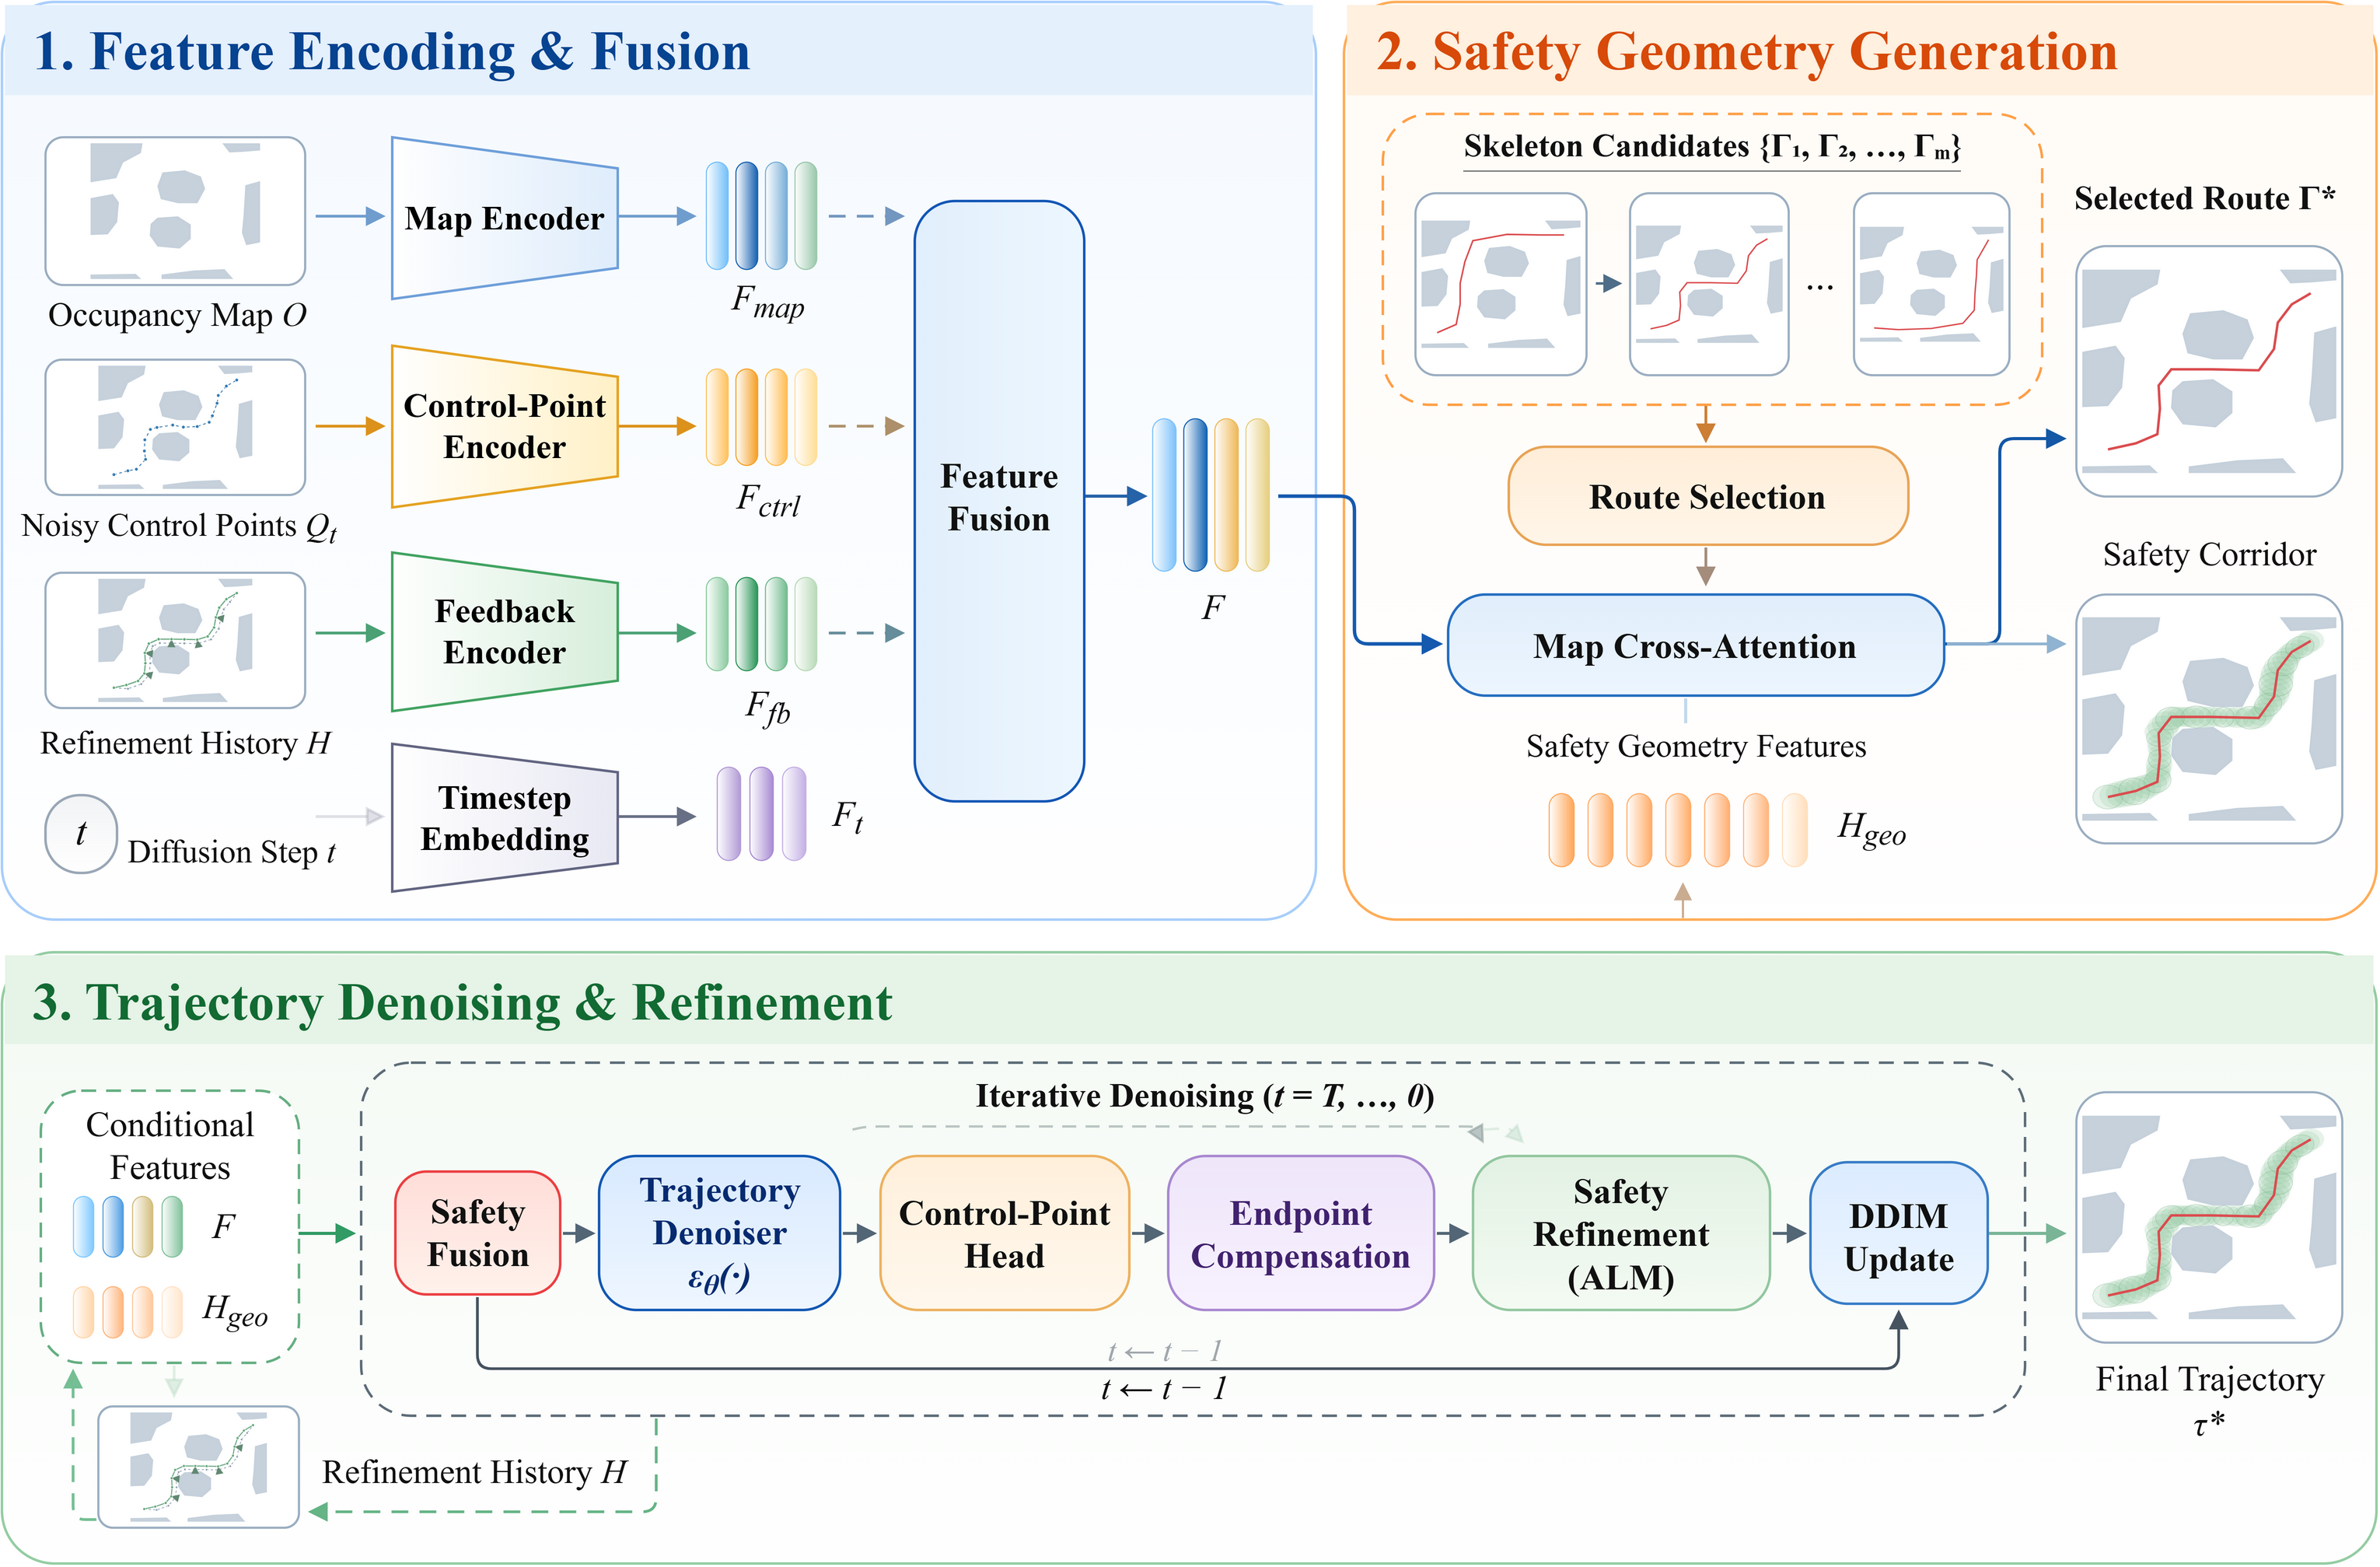 1. Feature Encoding & Fusion
Occupancy Map O
Map Encoder
F_map
Noisy Control Points Q_t
Control-Point
Encoder
F_ctrl
Refinement History H
Feedback
Encoder
F_fb
t
Diffusion Step t
Timestep
Embedding
F_t
Feature
Fusion
F
2. Safety Geometry Generation
Skeleton Candidates {Γ₁, Γ₂, …, Γₘ}
...
Route Selection
Map Cross-Attention
Safety Geometry Features
H_geo
Selected Route Γ*
Safety Corridor
3. Trajectory Denoising & Refinement
Conditional
Features
F
H_geo
Refinement History H
Iterative Denoising (t = T, …, 0)
Safety
Fusion
Trajectory
Denoiser
ε_θ(·)
Control-Point
Head
Endpoint
Compensation
Safety
Refinement
(ALM)
DDIM
Update
t ← t − 1
t ← t − 1
Final Trajectory
τ*